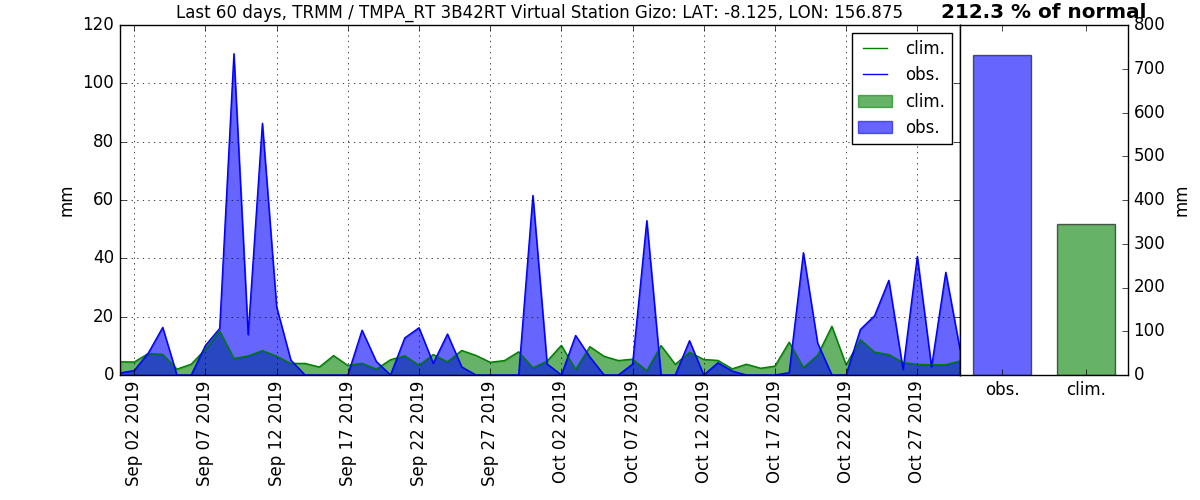 Last 60 days, TRMM / TMPA_RT 3B42RT Virtual Station Gizo: LAT: -8.125, LON: 156.875
212.3 % of normal
120
100
80
60
40
20
0
mm
clim.
obs.
clim.
obs.
800
700
600
500
400
300
200
100
0
mm
Sep 02 2019
Sep 07 2019
Sep 12 2019
Sep 17 2019
Sep 22 2019
Sep 27 2019
Oct 02 2019
Oct 07 2019
Oct 12 2019
Oct 17 2019
Oct 22 2019
Oct 27 2019
obs.
clim.